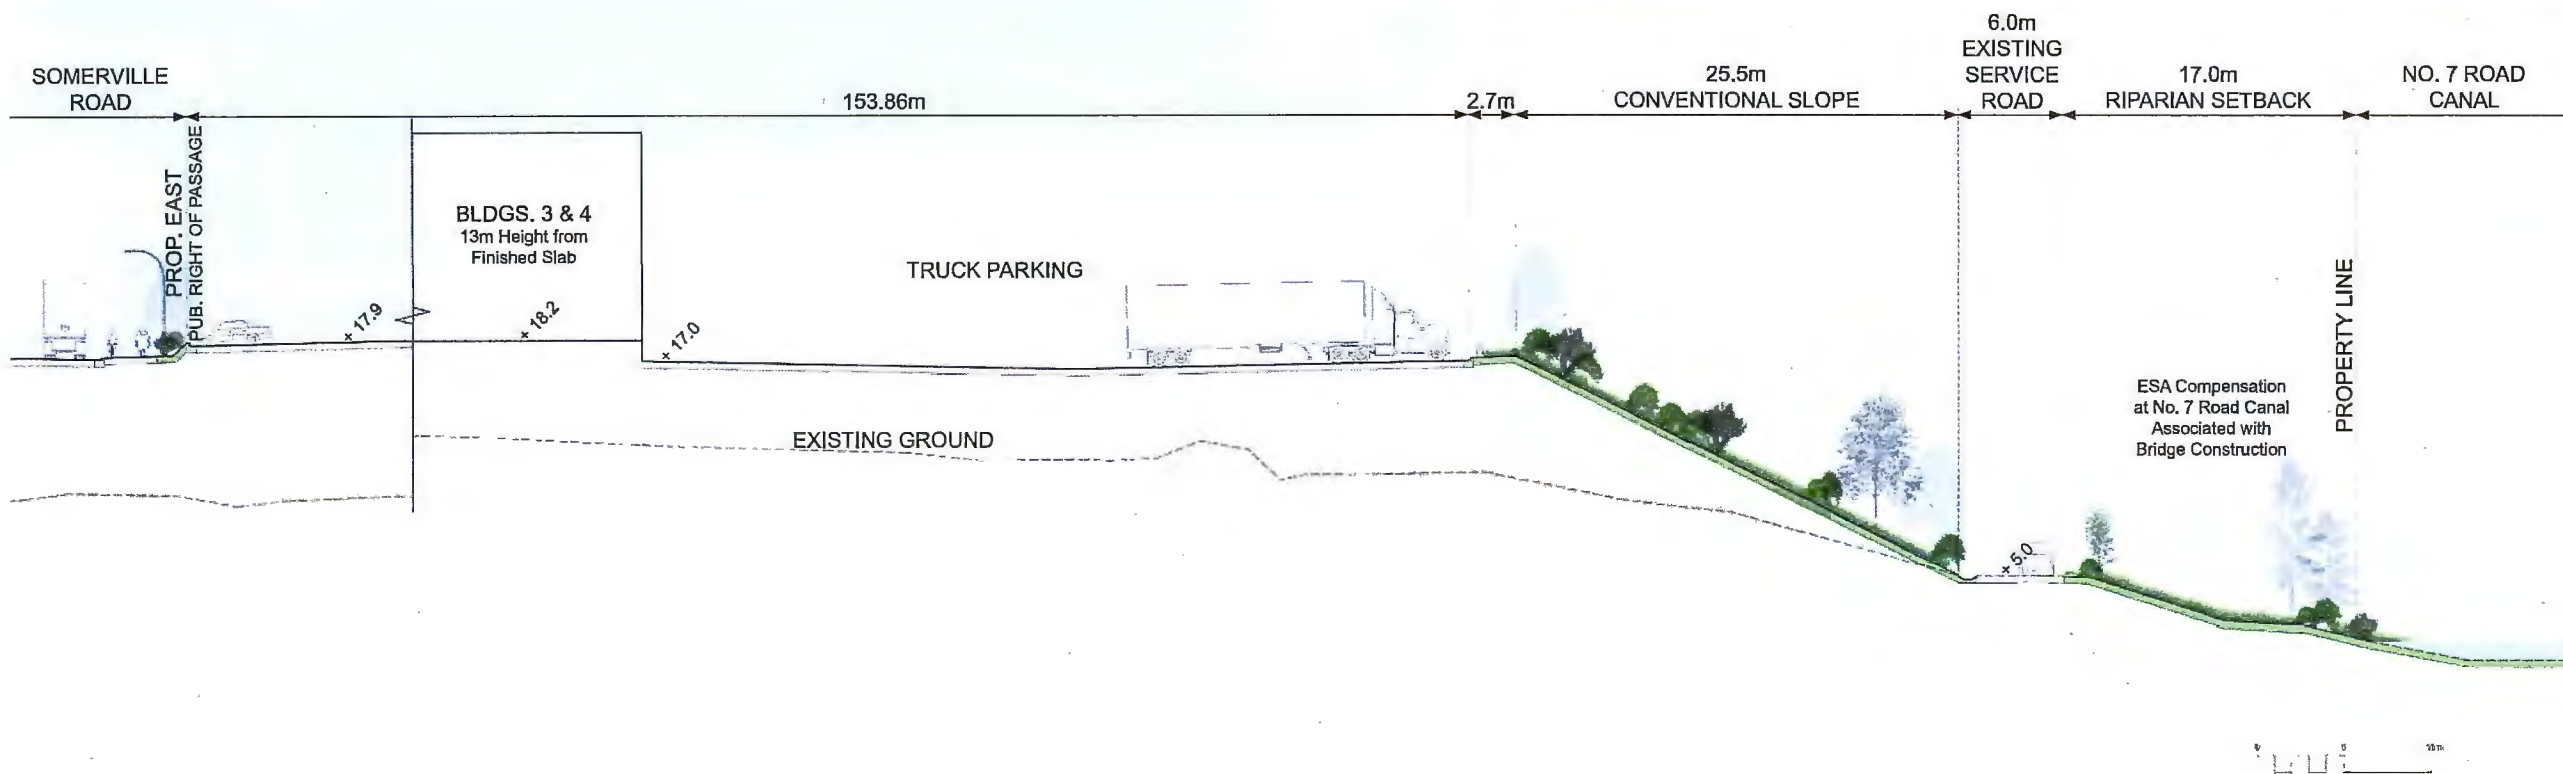 SOMERVILLE
ROAD
153.86m
2.7m
25.5m
CONVENTIONAL SLOPE
6.0m
EXISTING
SERVICE
ROAD
17.0m
RIPARIAN SETBACK
NO. 7 ROAD
CANAL
PROP. EAST
PUB. RIGHT OF PASSAGE
17.9
BLDGS. 3 & 4
13m Height from
Finished Slab
18.2
17.0
TRUCK PARKING
EXISTING GROUND
5.0
ESA Compensation
at No. 7 Road Canal
Associated with
Bridge Construction
PROPERTY LINE